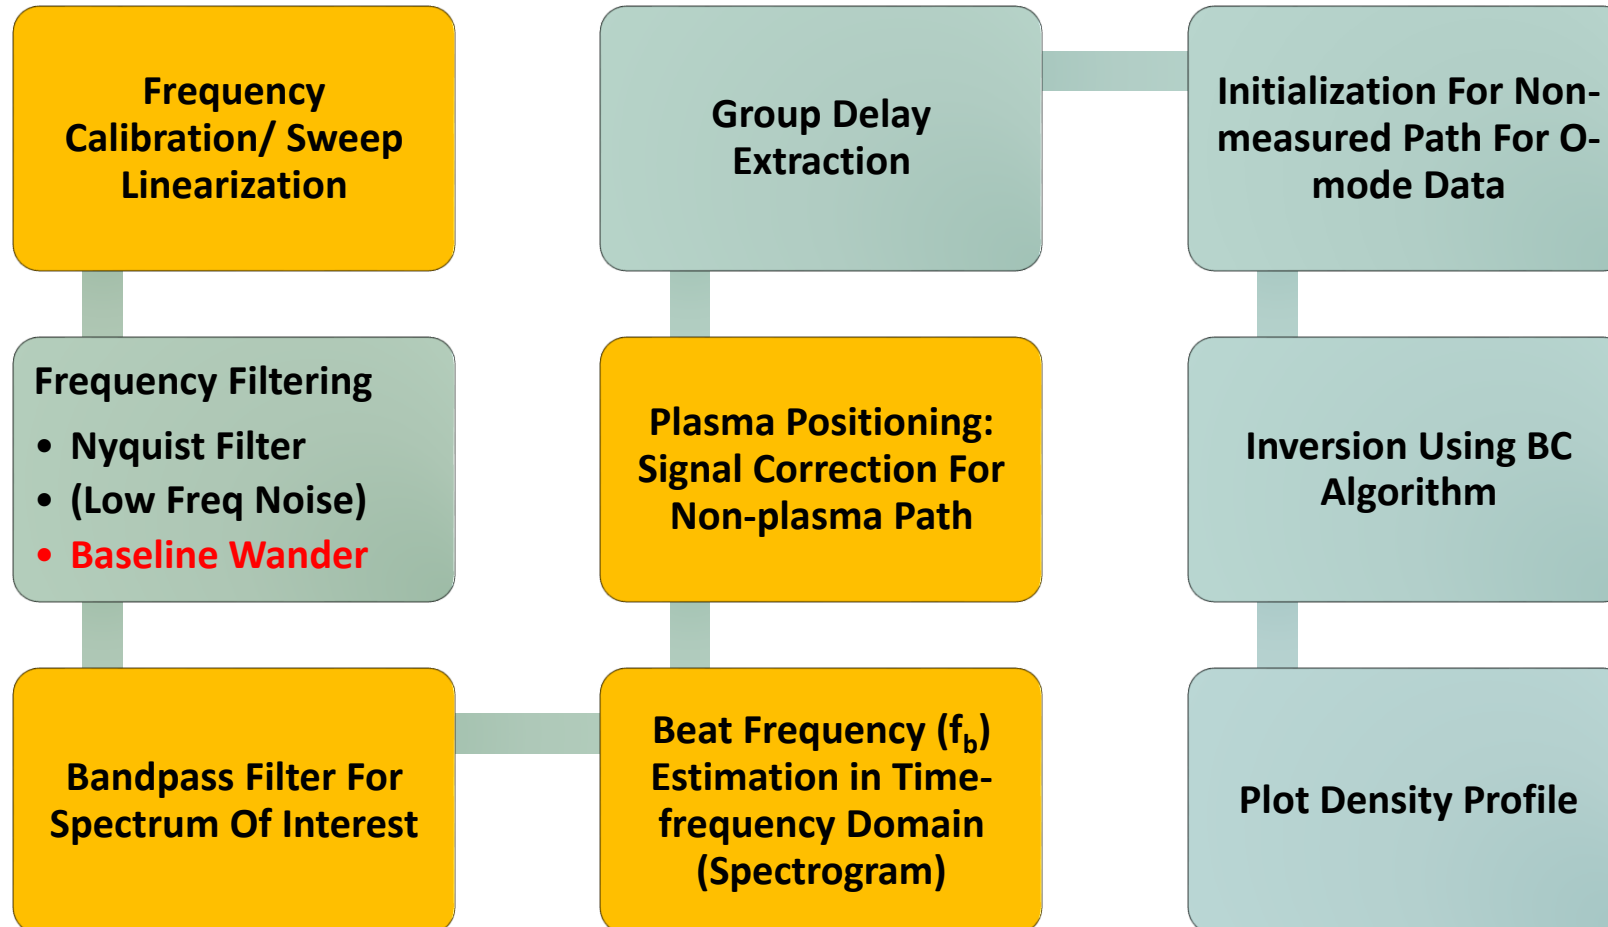 Frequency
Calibration/ Sweep
Linearization
Frequency Filtering
• Nyquist Filter
• (Low Freq Noise)
• Baseline Wander
Bandpass Filter For
Spectrum Of Interest
Beat Frequency (fb)
Estimation in Time-
frequency Domain
(Spectrogram)
Plasma Positioning:
Signal Correction For
Non-plasma Path
Group Delay
Extraction
Initialization For Non-
measured Path For O-
mode Data
Inversion Using BC
Algorithm
Plot Density Profile